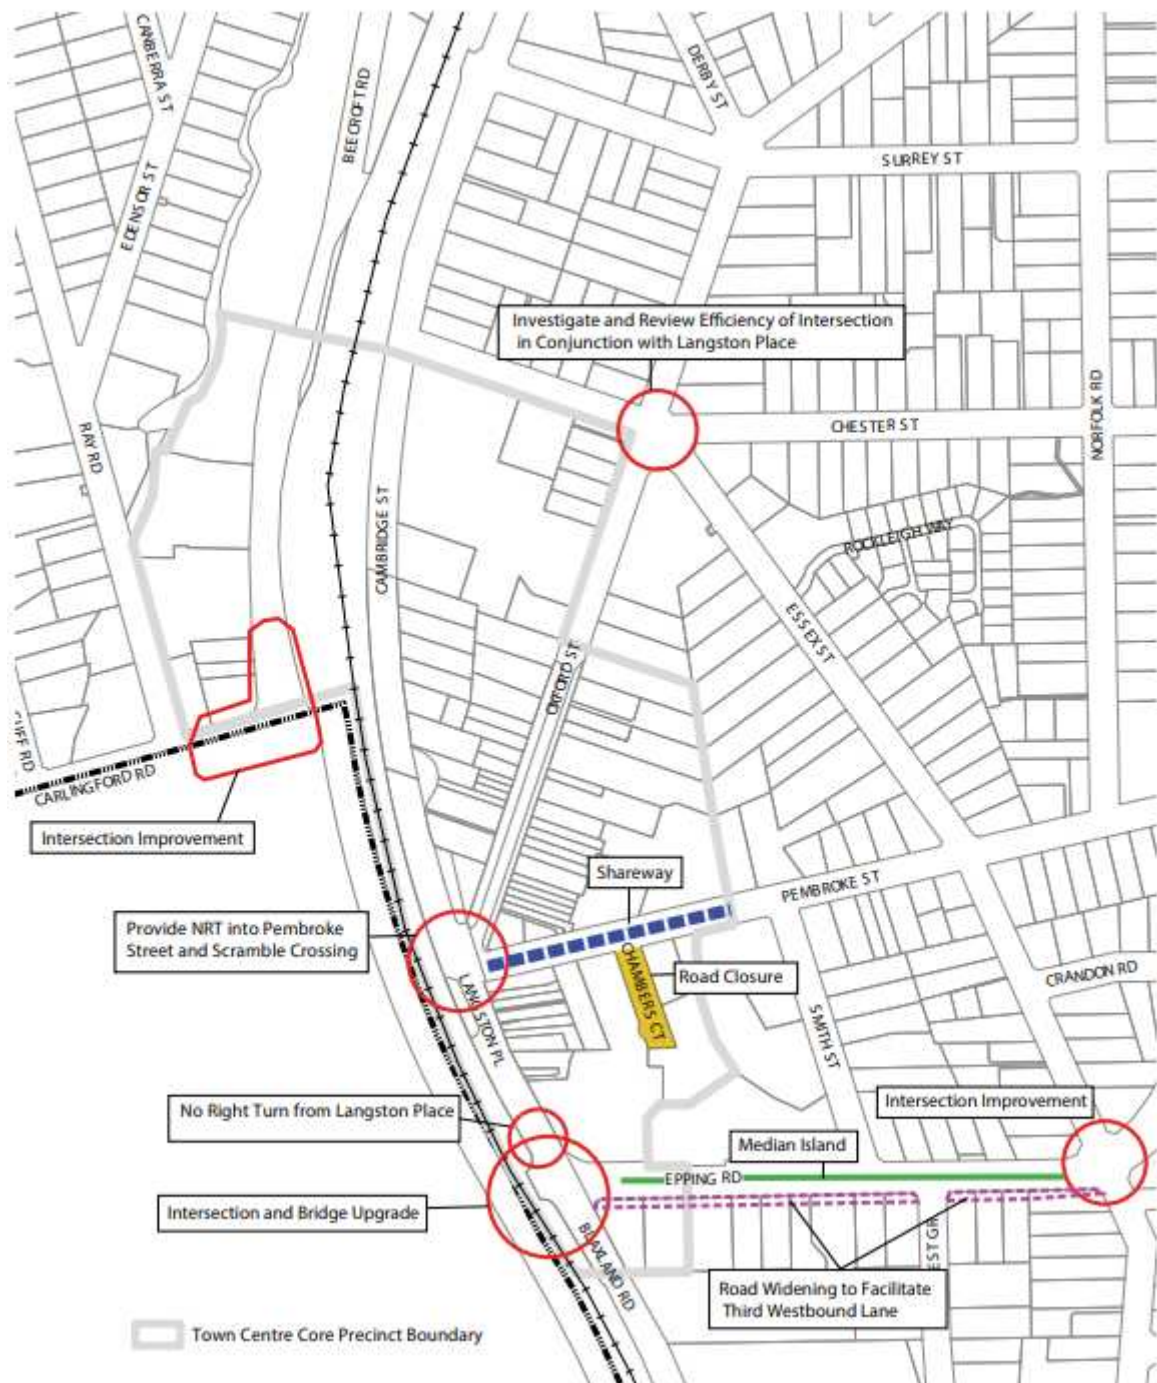 CANBERRA ST
BEECROFT RD
DERBY ST
SURREY ST
EDENSOR ST
Investigate and Review Efficiency of Intersection
in Conjunction with Langston Place
NORFOLK RD
RAY RD
CHESTER ST
CAMBRIDGE ST
ROCKLEIGH WAY
ESSEX ST
OXFORD ST
CLIFF RD
CARLINGFORD RD
Intersection Improvement
Shareway
PEMBROKE ST
Provide NRT into Pembroke
Street and Scramble Crossing
CHAMBERS CT
Road Closure
CRANDON RD
LANGSTON PL
SMITH ST
No Right Turn from Langston Place
Intersection Improvement
Median Island
EPPING RD
Intersection and Bridge Upgrade
BLAXLAND RD
EST GR
Road Widening to Facilitate
Third Westbound Lane
Town Centre Core Precinct Boundary